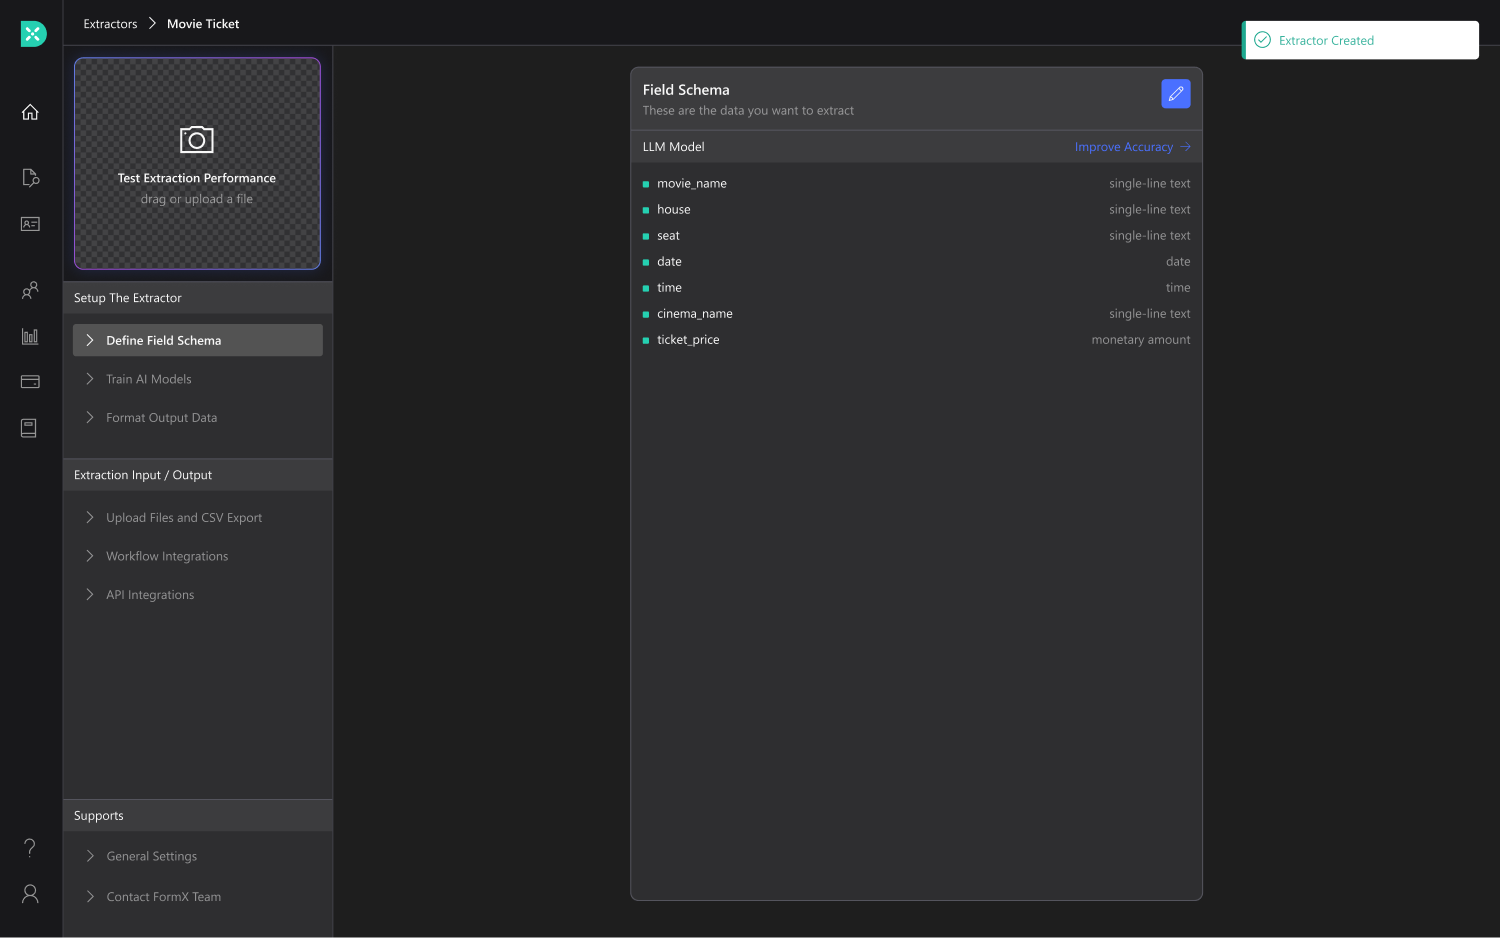 Extractors
Movie Ticket
Extractor Created
Test Extraction Performance
drag or upload a file
Setup The Extractor
Define Field Schema
Train AI Models
Format Output Data
Extraction Input / Output
Upload Files and CSV Export
Workflow Integrations
API Integrations
Supports
General Settings
Contact FormX Team
Field Schema
These are the data you want to extract
LLM Model Improve Accuracy →
movie_name single-line text
house single-line text
seat single-line text
date date
time time
cinema_name single-line text
ticket_price monetary amount